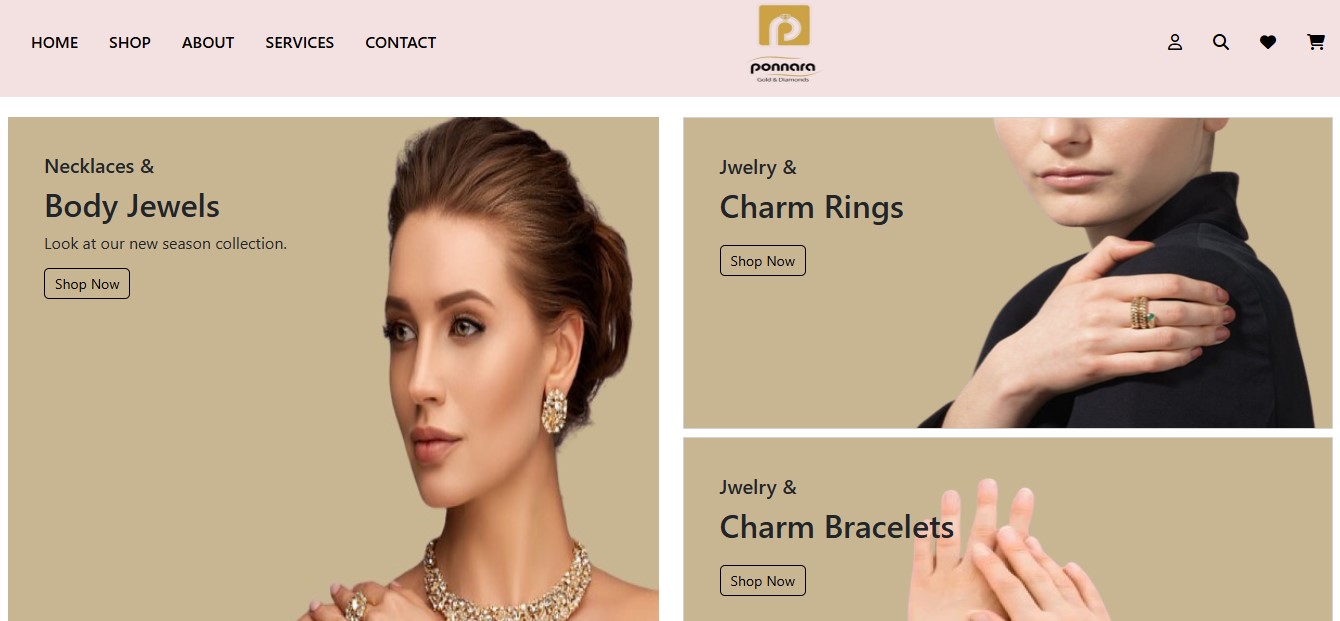 HOME SHOP ABOUT SERVICES CONTACT
ponnara
Gold & Diamonds
Necklaces &
Body Jewels
Look at our new season collection.
Shop Now
Jwelry &
Charm Rings
Shop Now
Jwelry &
Charm Bracelets
Shop Now